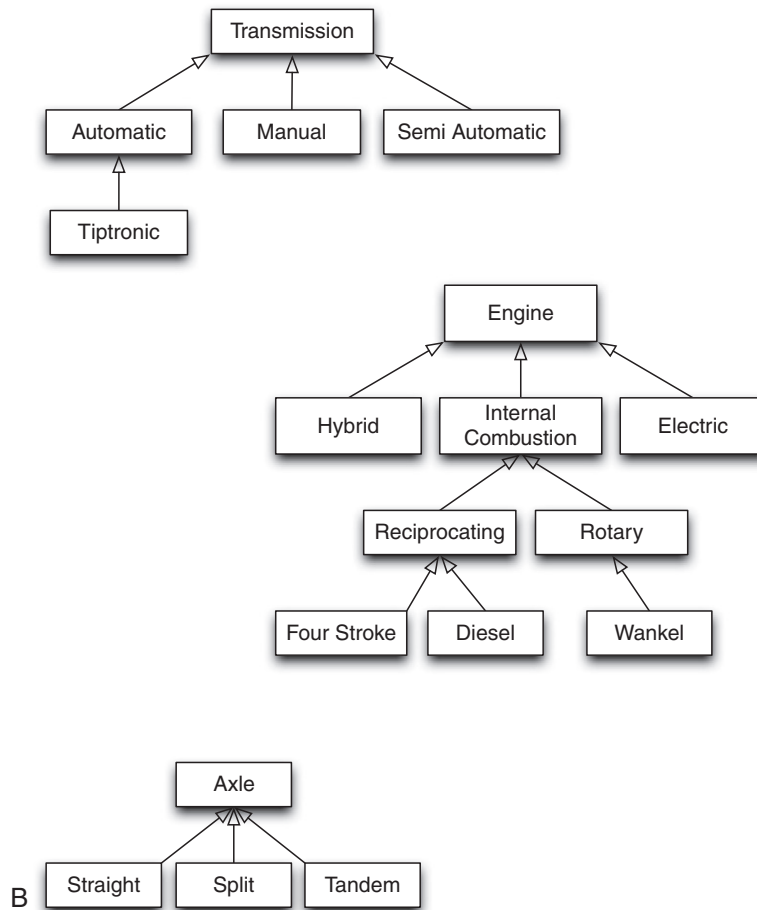 Transmission
Automatic
Manual
Semi Automatic
Tiptronic
Engine
Hybrid
Internal
Combustion
Electric
Reciprocating
Rotary
Four Stroke
Diesel
Wankel
Axle
Straight
Split
Tandem
B